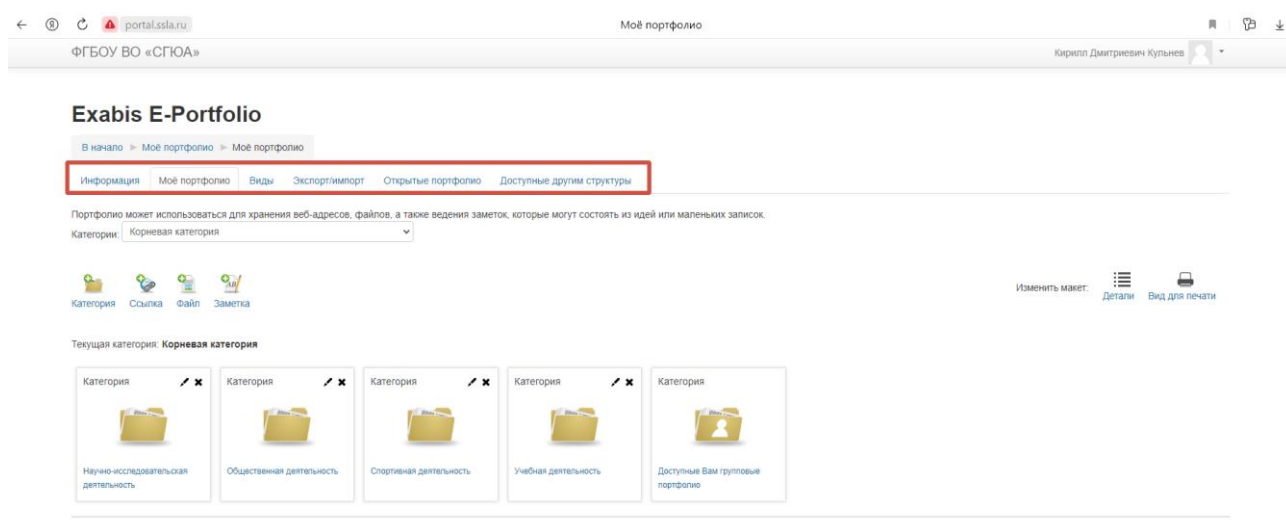 portal.ssla.ru Моё портфолио
ФГБОУ ВО «СГЮА» Кирилл Дмитриевич Кульнев
Exabis E-Portfolio
В начало ► Моё портфолио ► Моё портфолио
Информация Моё портфолио Виды Экспорт/импорт Открытые портфолио Доступные другим структуры
Портфолио может использоваться для хранения веб-адресов, файлов, а также ведения заметок, которые могут состоять из идей или маленьких записок.
Категории: Корневая категория
Категория Ссылка Файл Заметка
Изменить макет: Детали Вид для печати
Текущая категория: Корневая категория
Категория Категория Категория Категория Категория
Научно-исследовательская деятельность
Общественная деятельность
Спортивная деятельность
Учебная деятельность
Доступные Вам групповые портфолио